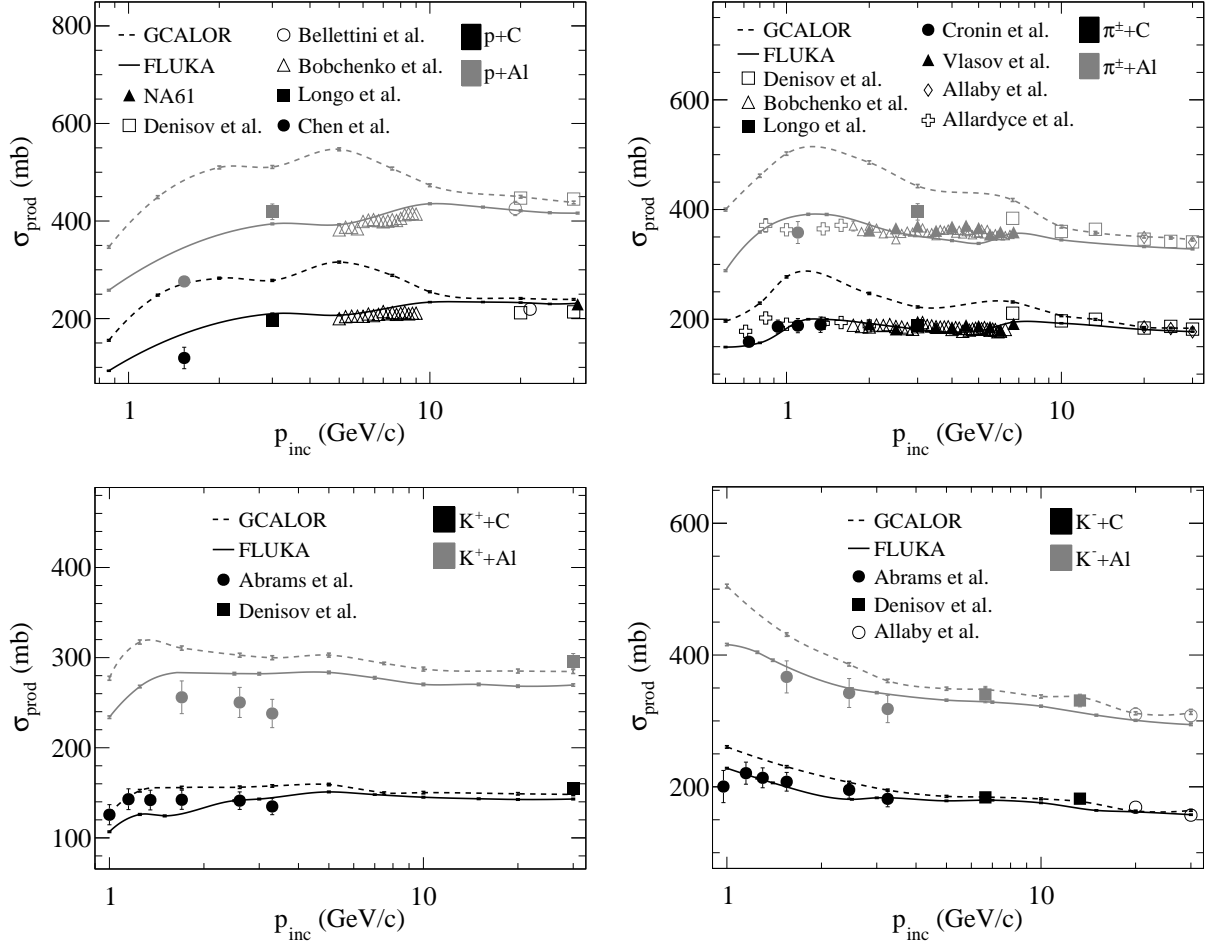 800
600
400
200
σprod (mb)
GCALOR
FLUKA
NA61
Denisov et al.
Bellettini et al.
Bobchenko et al.
Longo et al.
Chen et al.
p+C
p+Al
1
10
pinc (GeV/c)
600
400
200
σprod (mb)
GCALOR
FLUKA
Denisov et al.
Bobchenko et al.
Longo et al.
Cronin et al.
Vlasov et al.
Allaby et al.
Allardyce et al.
π±+C
π±+Al
1
10
pinc (GeV/c)
400
300
200
100
σprod (mb)
GCALOR
FLUKA
Abrams et al.
Denisov et al.
K++C
K++Al
1
10
pinc (GeV/c)
600
400
200
σprod (mb)
GCALOR
FLUKA
Abrams et al.
Denisov et al.
Allaby et al.
K-+C
K-+Al
1
10
pinc (GeV/c)